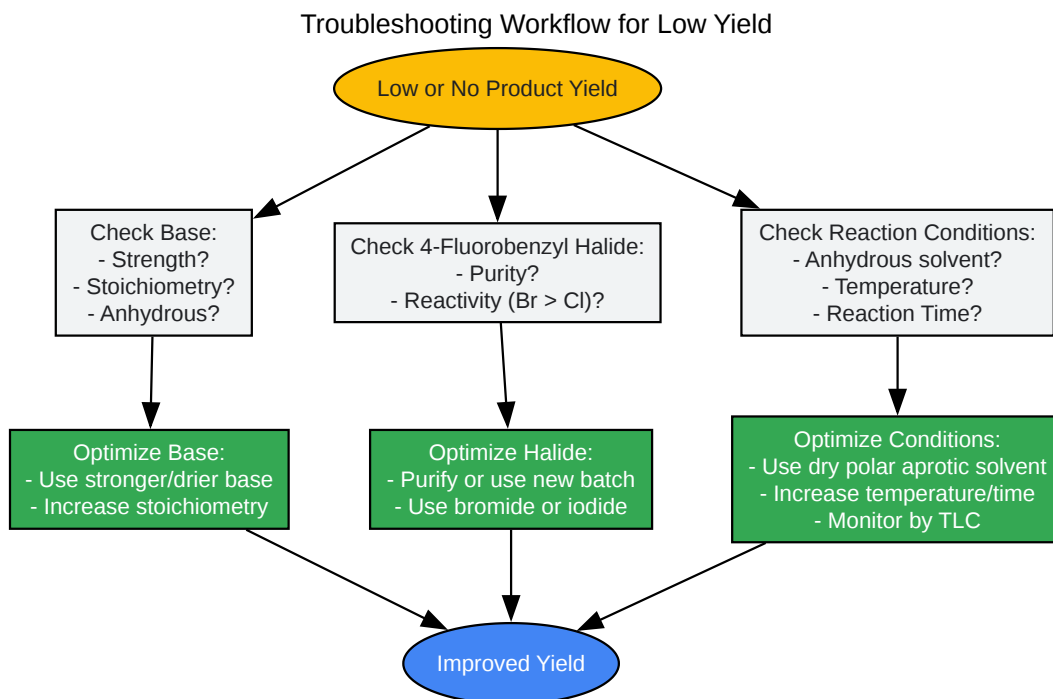 Troubleshooting Workflow for Low Yield
Low or No Product Yield
Check Base:
- Strength?
- Stoichiometry?
- Anhydrous?
Check 4-Fluorobenzyl Halide:
- Purity?
- Reactivity (Br > Cl)?
Check Reaction Conditions:
- Anhydrous solvent?
- Temperature?
- Reaction Time?
Optimize Base:
- Use stronger/drier base
- Increase stoichiometry
Optimize Halide:
- Purify or use new batch
- Use bromide or iodide
Optimize Conditions:
- Use dry polar aprotic solvent
- Increase temperature/time
- Monitor by TLC
Improved Yield